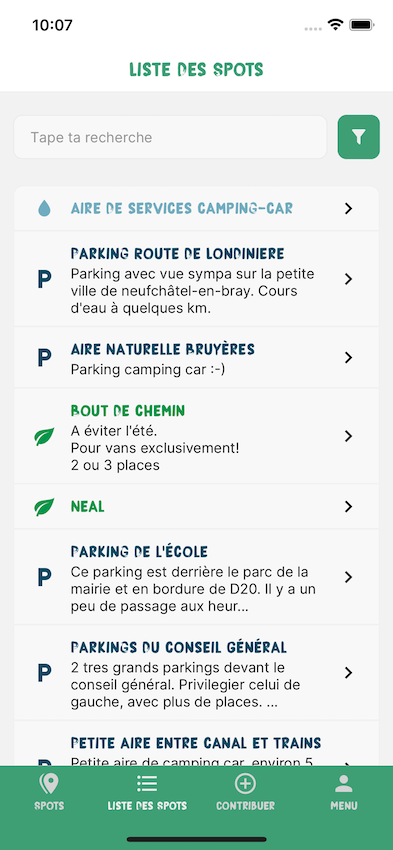 10:07
LISTE DES SPOTS
Tape ta recherche
AIRE DE SERVICES CAMPING-CAR
PARKING ROUTE DE LONDINIERE
Parking avec vue sympa sur la petite
ville de neufchâtel-en-bray. Cours
d'eau à quelques km.
P
AIRE NATURELLE BRUYÈRES
Parking camping car :-)
P
BOUT DE CHEMIN
A éviter l'été.
Pour vans exclusivement!
2 ou 3 places
NEAL
PARKING DE L'ÉCOLE
Ce parking est derrière le parc de la
mairie et en bordure de D20. Il y a un
peu de passage aux heur...
P
PARKINGS DU CONSEIL GÉNÉRAL
2 tres grands parkings devant le
conseil général. Privilegier celui de
gauche, avec plus de places. ...
P
PETITE AIRE ENTRE CANAL ET TRAINS
Petite aire de camping car, environ 5
P
SPOTS
LISTE DES SPOTS
CONTRIBUER
MENU